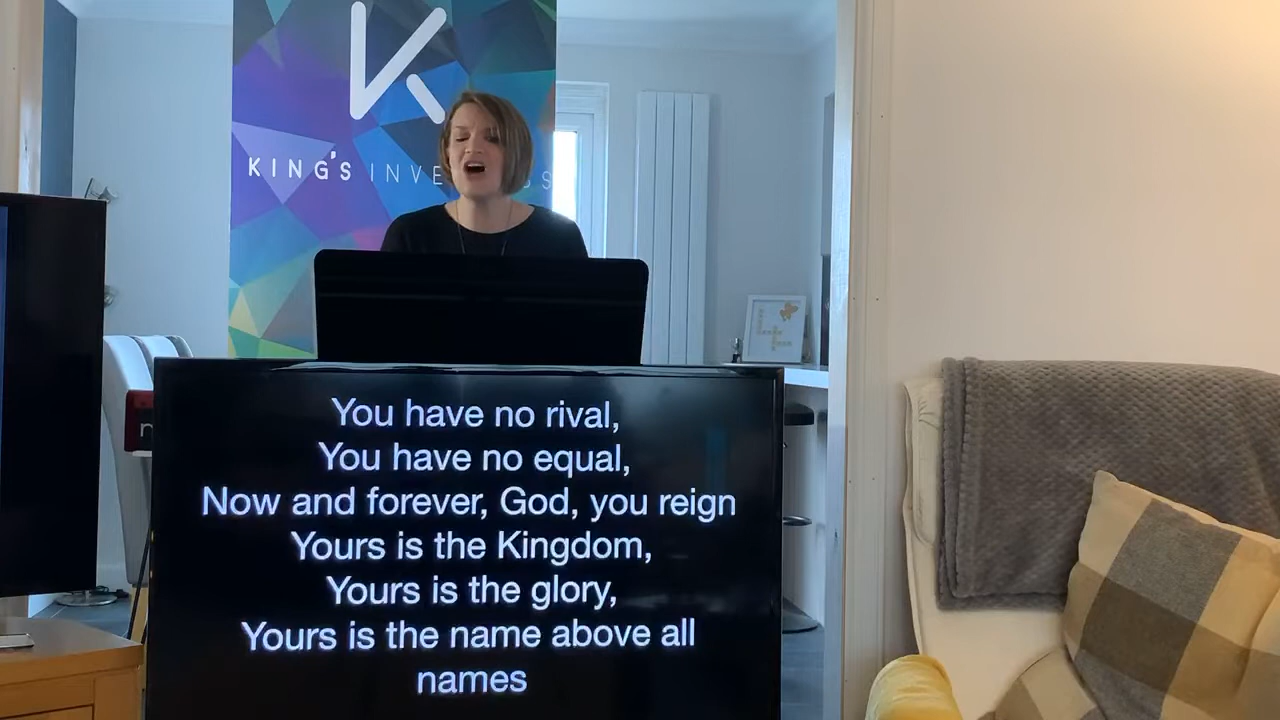 K
KING'S INVE S
You have no rival,
You have no equal,
Now and forever, God, you reign
Yours is the Kingdom,
Yours is the glory,
Yours is the name above all
names